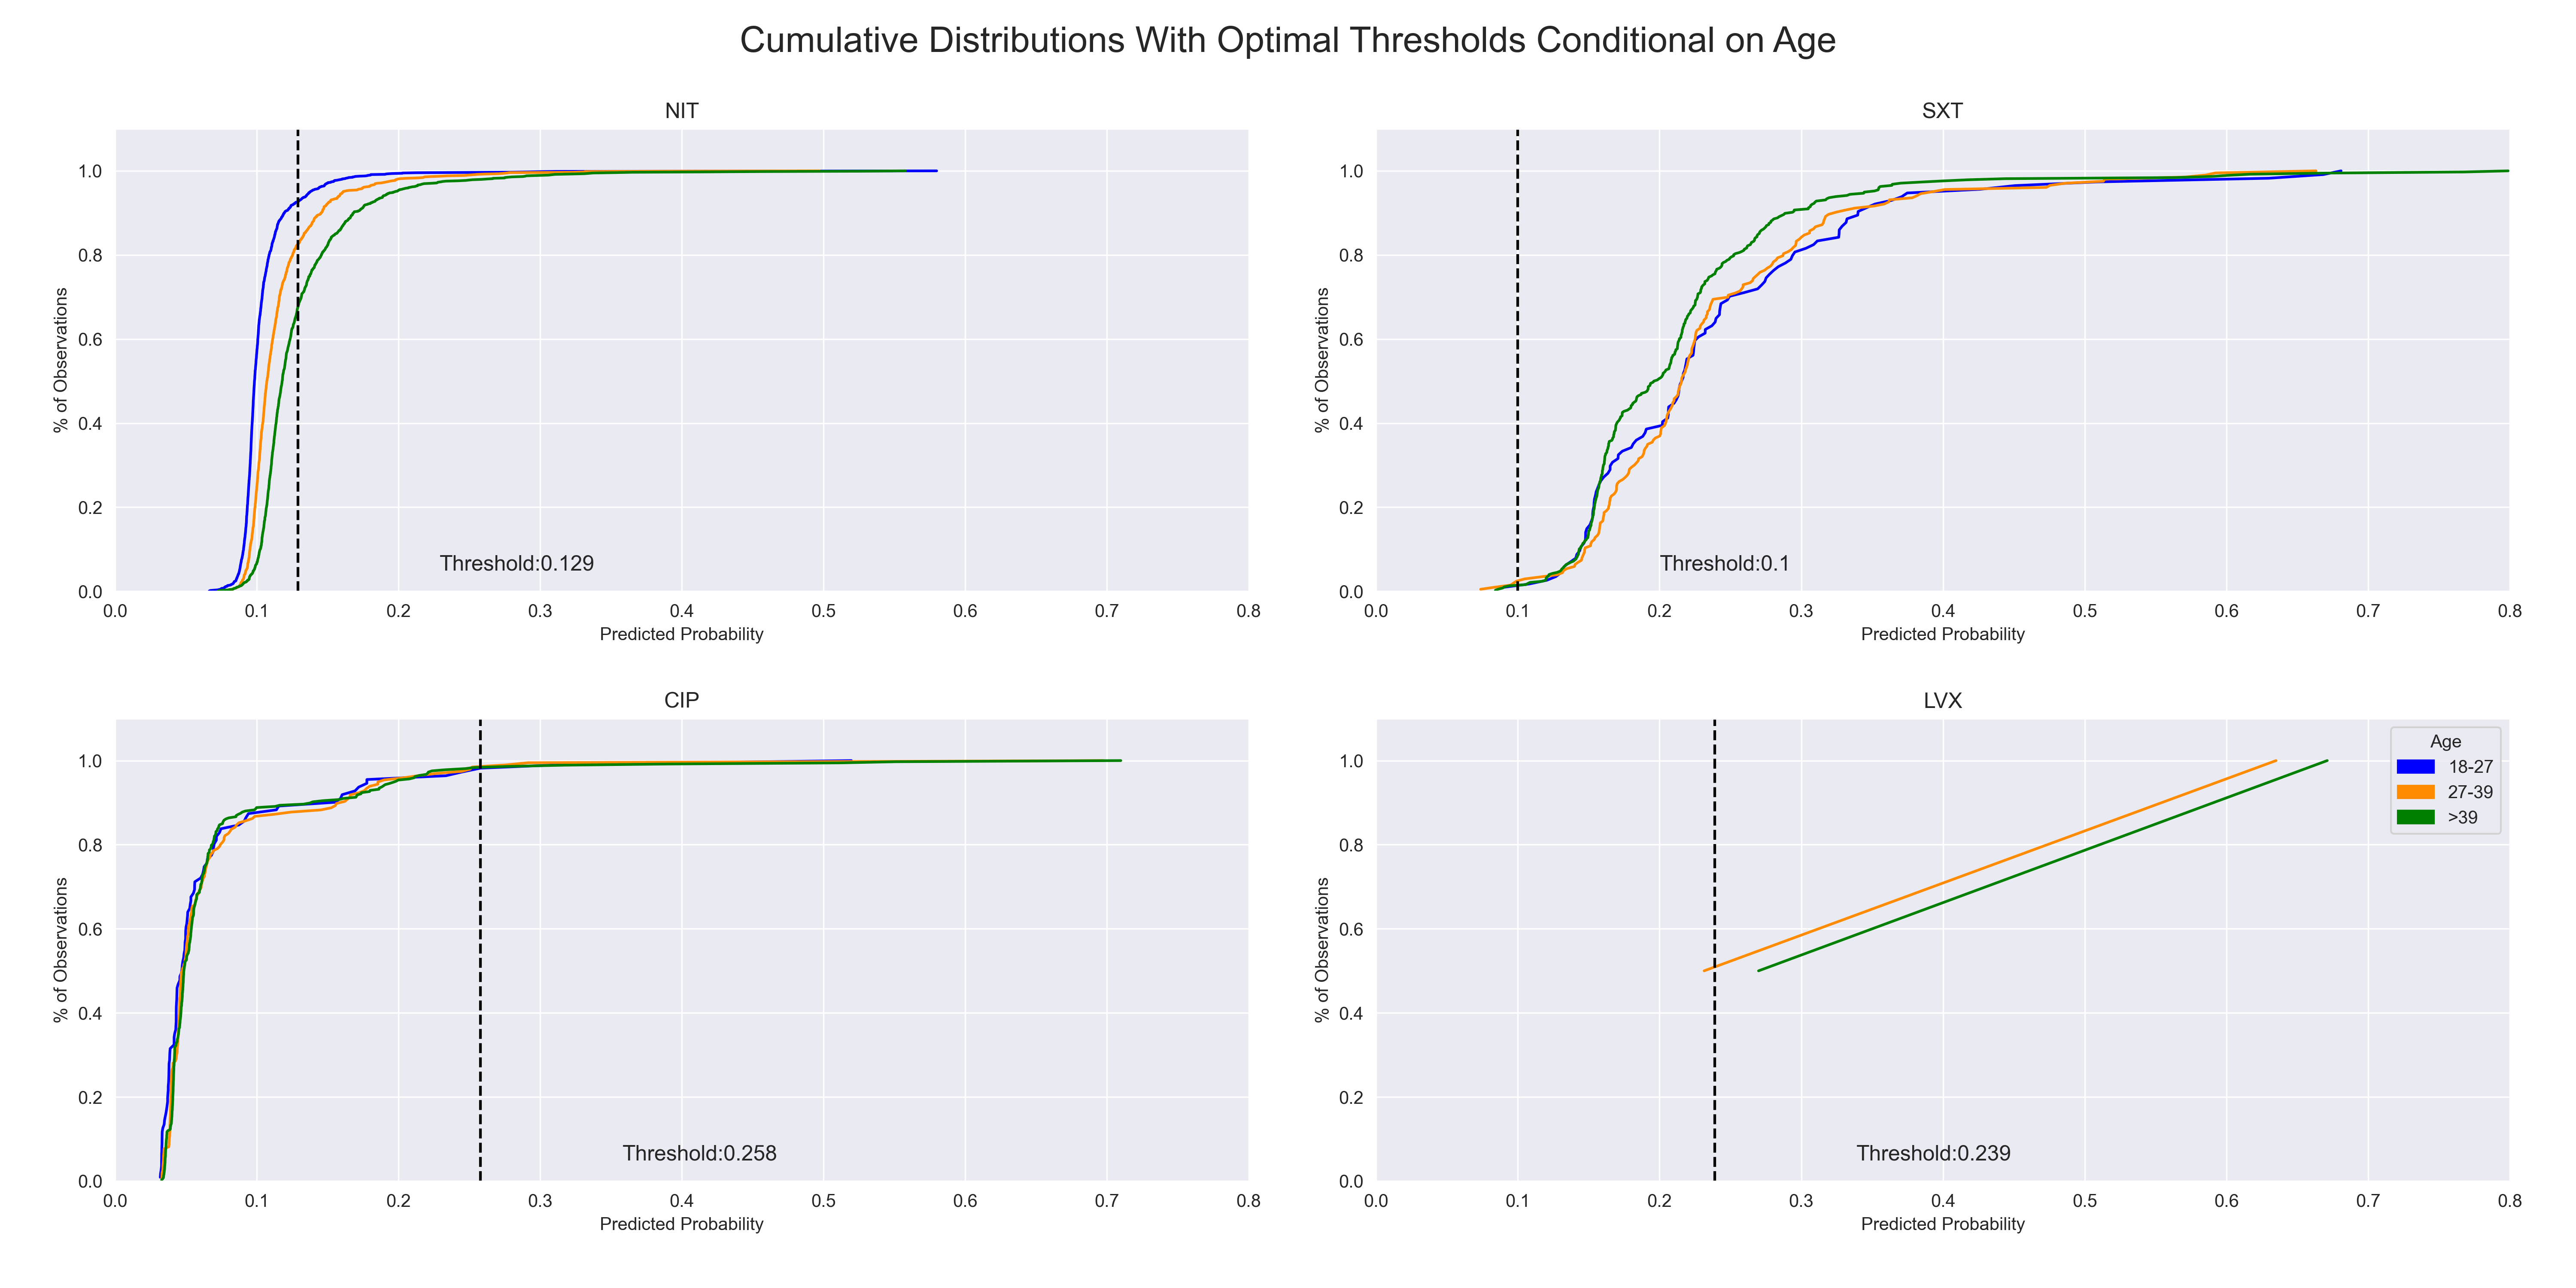 Cumulative Distributions With Optimal Thresholds Conditional on Age
NIT
% of Observations
1.0
0.8
0.6
0.4
0.2
0.0
Threshold:0.129
0.0 0.1 0.2 0.3 0.4 0.5 0.6 0.7 0.8
Predicted Probability
SXT
% of Observations
1.0
0.8
0.6
0.4
0.2
0.0
Threshold:0.1
0.0 0.1 0.2 0.3 0.4 0.5 0.6 0.7 0.8
Predicted Probability
CIP
% of Observations
1.0
0.8
0.6
0.4
0.2
0.0
Threshold:0.258
0.0 0.1 0.2 0.3 0.4 0.5 0.6 0.7 0.8
Predicted Probability
LVX
% of Observations
1.0
0.8
0.6
0.4
0.2
0.0
Age
18-27
27-39
>39
Threshold:0.239
0.0 0.1 0.2 0.3 0.4 0.5 0.6 0.7 0.8
Predicted Probability